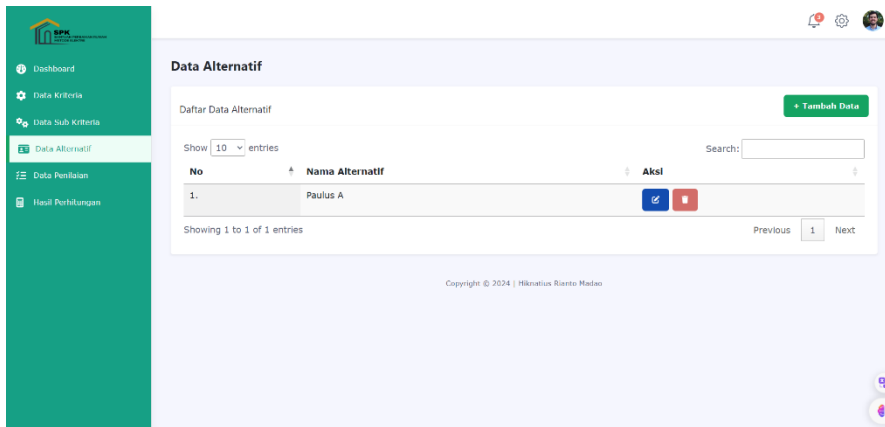 SPK
3
Dashboard
Data Kriteria
Data Sub Kriteria
Data Alternatif
Data Penilaian
Hasil Perhitungan
Data Alternatif
Daftar Data Alternatif
+ Tambah Data
Show 10 entries
Search:
No Nama Alternatif Aksi
1. Paulus A
Showing 1 to 1 of 1 entries
Previous 1 Next
Copyright © 2024 | Hiknatius Rianto Madao